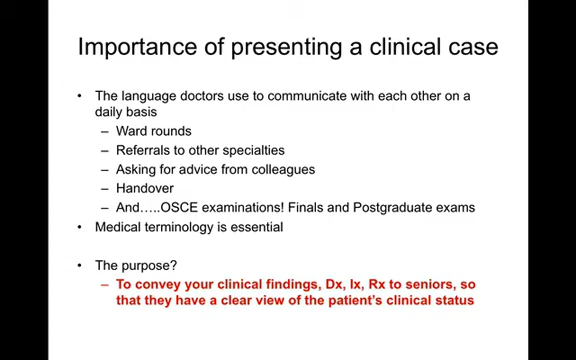 Importance of presenting a clinical case
• The language doctors use to communicate with each other on a
daily basis
– Ward rounds
– Referrals to other specialties
– Asking for advice from colleagues
– Handover
– And…..OSCE examinations! Finals and Postgraduate exams
• Medical terminology is essential
• The purpose?
– To convey your clinical findings, Dx, Ix, Rx to seniors, so
that they have a clear view of the patient's clinical status